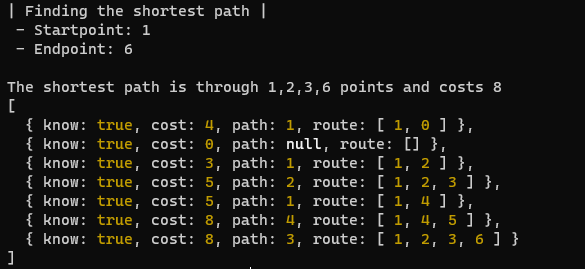 | Finding the shortest path |
 - Startpoint: 1
 - Endpoint: 6

The shortest path is through 1,2,3,6 points and costs 8
[
  { know: true, cost: 4, path: 1, route: [ 1, 0 ] },
  { know: true, cost: 0, path: null, route: [] },
  { know: true, cost: 3, path: 1, route: [ 1, 2 ] },
  { know: true, cost: 5, path: 2, route: [ 1, 2, 3 ] },
  { know: true, cost: 5, path: 1, route: [ 1, 4 ] },
  { know: true, cost: 8, path: 4, route: [ 1, 4, 5 ] },
  { know: true, cost: 8, path: 3, route: [ 1, 2, 3, 6 ] }
]